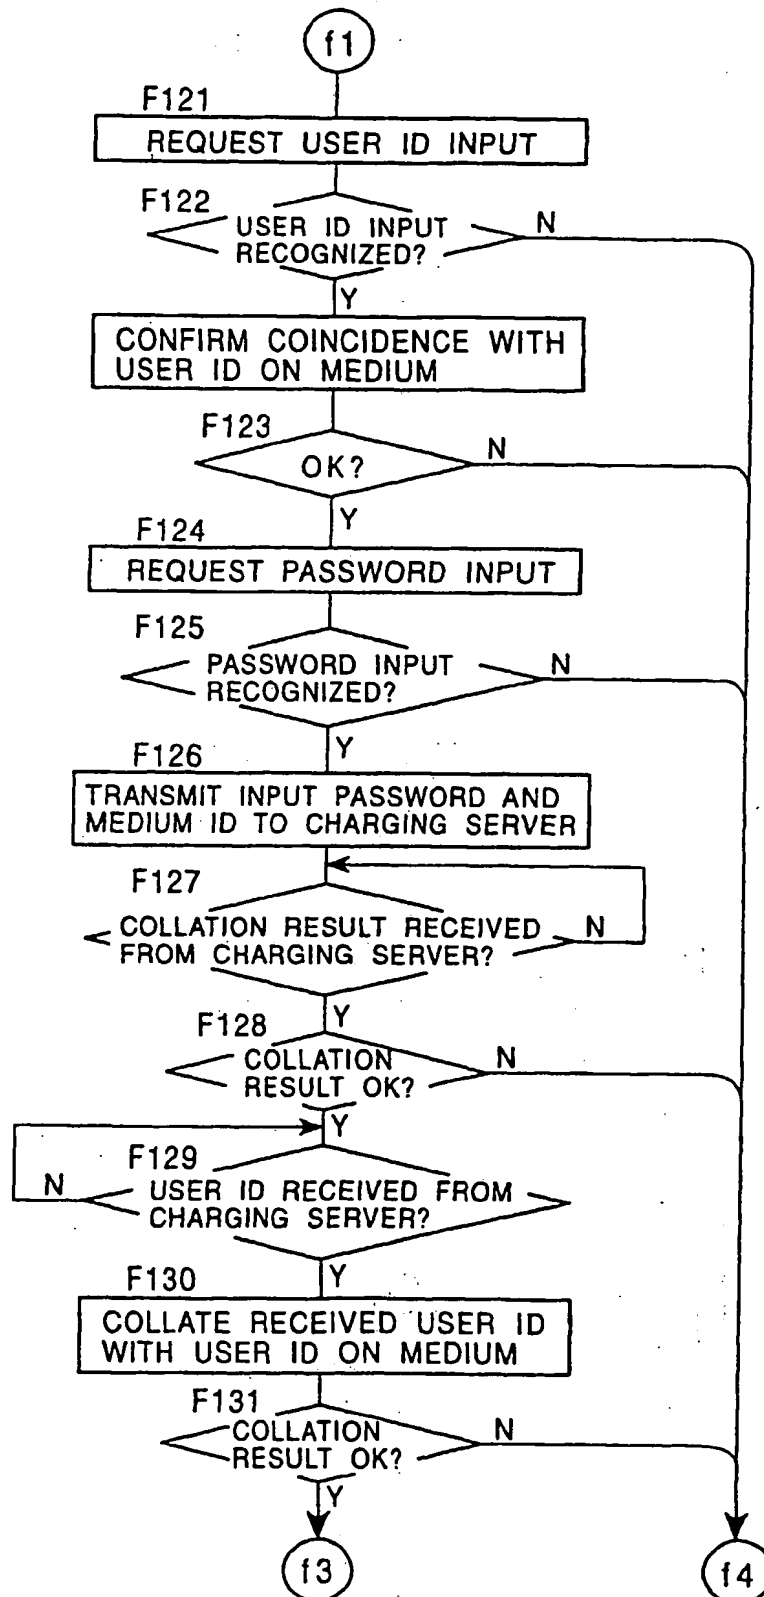 f1
F121
REQUEST USER ID INPUT
F122
USER ID INPUT
RECOGNIZED?
N
Y
CONFIRM COINCIDENCE WITH
USER ID ON MEDIUM
F123
OK?
N
Y
F124
REQUEST PASSWORD INPUT
F125
PASSWORD INPUT
RECOGNIZED?
N
Y
F126
TRANSMIT INPUT PASSWORD AND
MEDIUM ID TO CHARGING SERVER
F127
COLLATION RESULT RECEIVED
FROM CHARGING SERVER?
N
Y
F128
COLLATION
RESULT OK?
N
Y
F129
N
USER ID RECEIVED FROM
CHARGING SERVER?
Y
F130
COLLATE RECEIVED USER ID
WITH USER ID ON MEDIUM
F131
COLLATION
RESULT OK?
N
Y
f3
f4